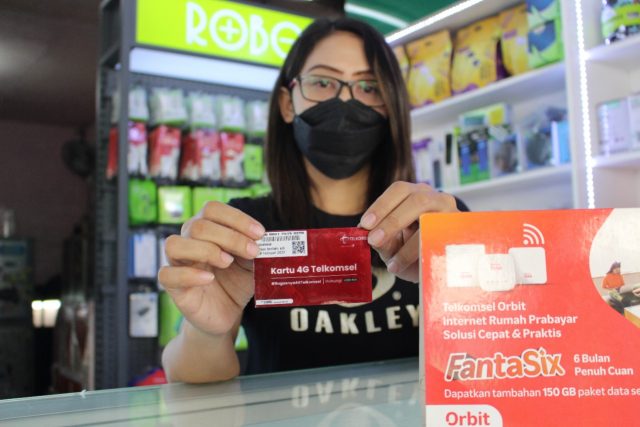 ROBO
TELKOMSEL
Kartu 4G Telkomsel
OAKLEY
Telkomsel Orbit
Internet Rumah Prabayar
Solusi Cepat & Praktis
FantaSix
6 Bulan
Penuh Cuan
Dapatkan tambahan 150 GB paket data se
Orbit